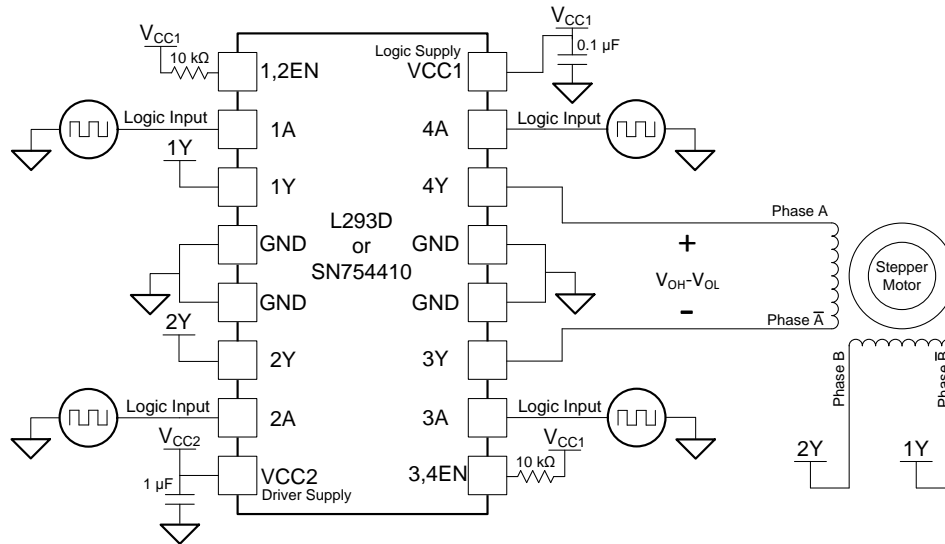 VCC1
10 kΩ
1,2EN
Logic Supply
VCC1
VCC1
0.1 µF
Logic Input
1A
4A
Logic Input
1Y
1Y
4Y
Phase A
L293D
or
SN754410
GND
GND
+
VOH-VOL
-
Stepper
Motor
GND
GND
Phase A̅
2Y
2Y
3Y
Phase B
Phase B̅
Logic Input
2A
3A
Logic Input
VCC2
1 µF
VCC2
Driver Supply
3,4EN
10 kΩ
VCC1
2Y
1Y